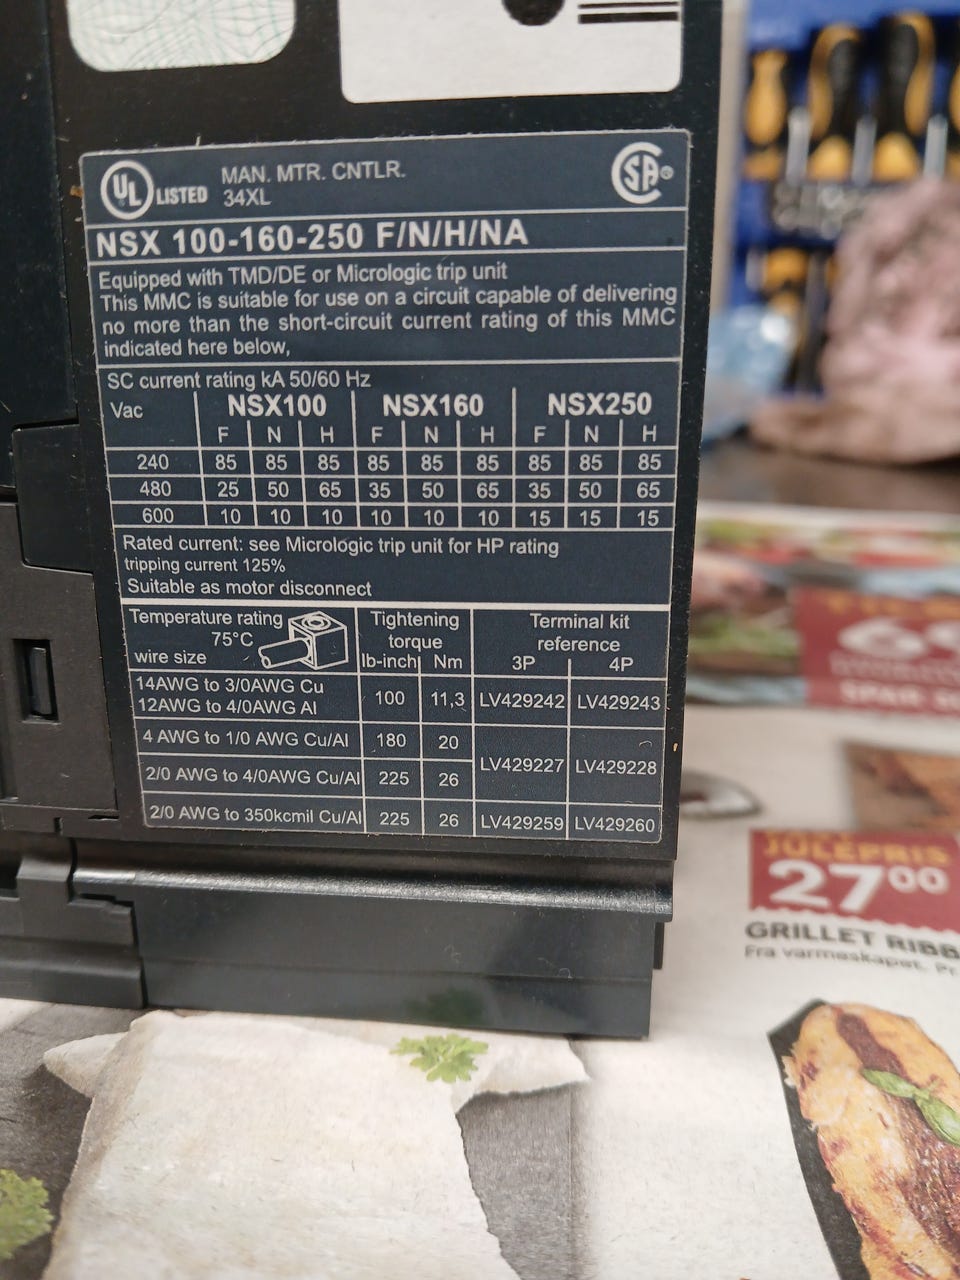 UL LISTED
MAN. MTR. CNTLR.
34XL
SA
NSX 100-160-250 F/N/H/NA
Equipped with TMD/DE or Micrologic trip unit
This MMC is suitable for use on a circuit capable of delivering
no more than the short-circuit current rating of this MMC
indicated here below,
SC current rating kA 50/60 Hz
Vac NSX100 NSX160 NSX250
F N H F N H F N H
240 85 85 85 85 85 85 85 85 85
480 25 50 65 35 50 65 35 50 65
600 10 10 10 10 10 10 15 15 15
Rated current: see Micrologic trip unit for HP rating
tripping current 125%
Suitable as motor disconnect
Temperature rating
75°C
wire size
Tightening
torque
lb-inch Nm
Terminal kit
reference
3P 4P
14AWG to 3/0AWG Cu
12AWG to 4/0AWG Al
100 11,3 LV429242 LV429243
4 AWG to 1/0 AWG Cu/Al 180 20
LV429227 LV429228
2/0 AWG to 4/0AWG Cu/Al 225 26
2/0 AWG to 350kcmil Cu/Al 225 26 LV429259 LV429260
JULEPRIS
27 00
GRILLET RIBB
Fra varmeskapet. Pr.